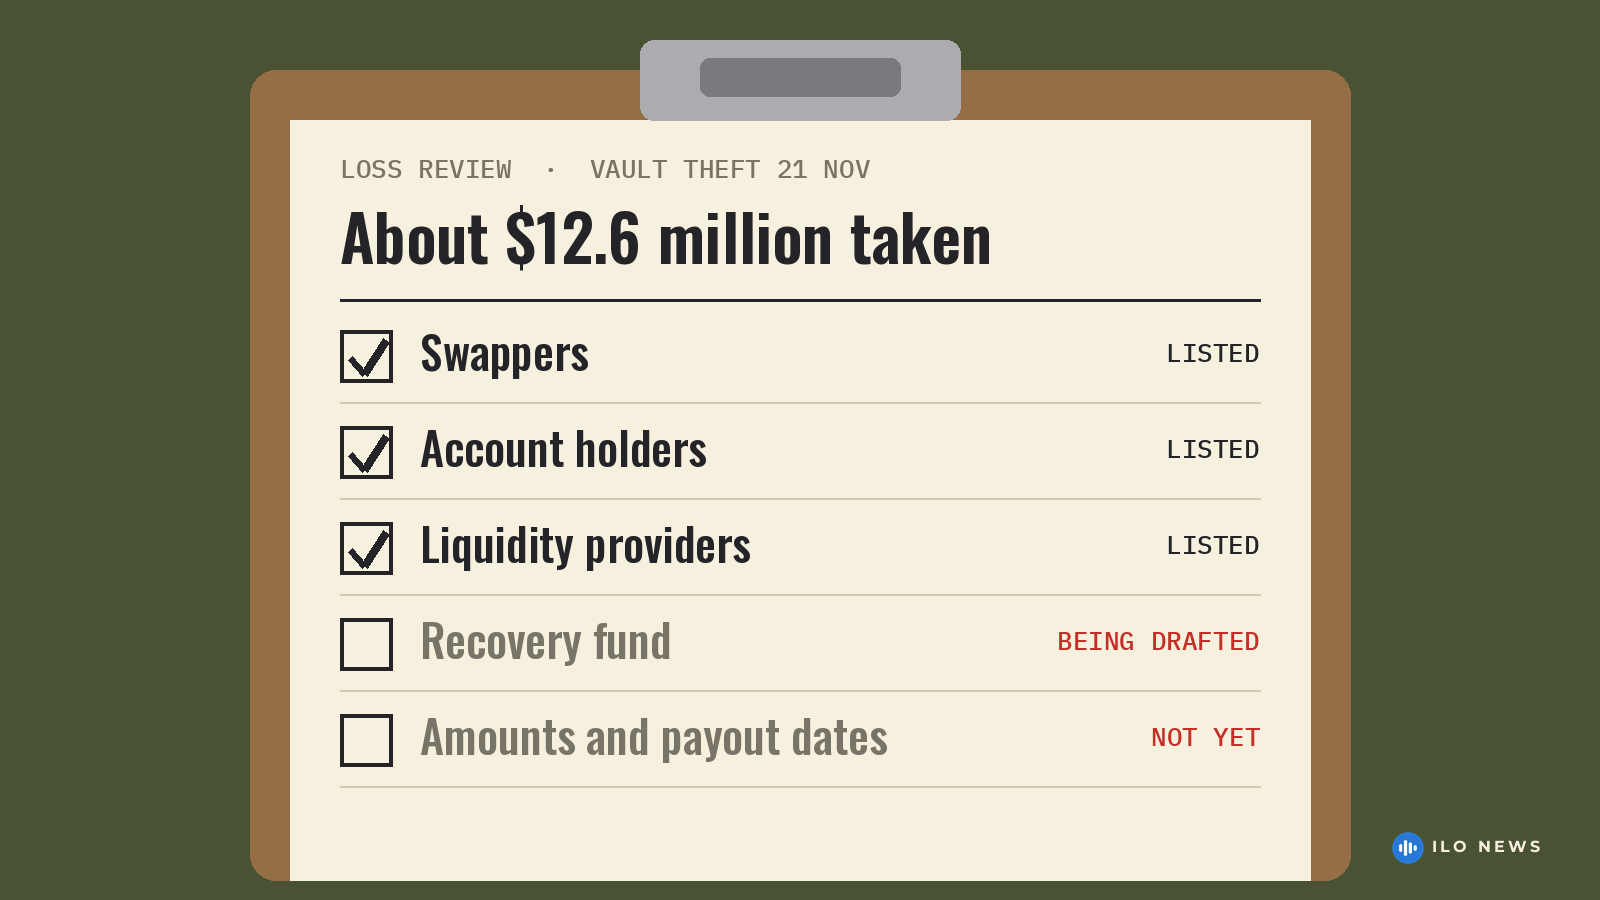 LOSS REVIEW · VAULT THEFT 21 NOV
About $12.6 million taken
Swappers LISTED
Account holders LISTED
Liquidity providers LISTED
Recovery fund BEING DRAFTED
Amounts and payout dates NOT YET
ILO NEWS